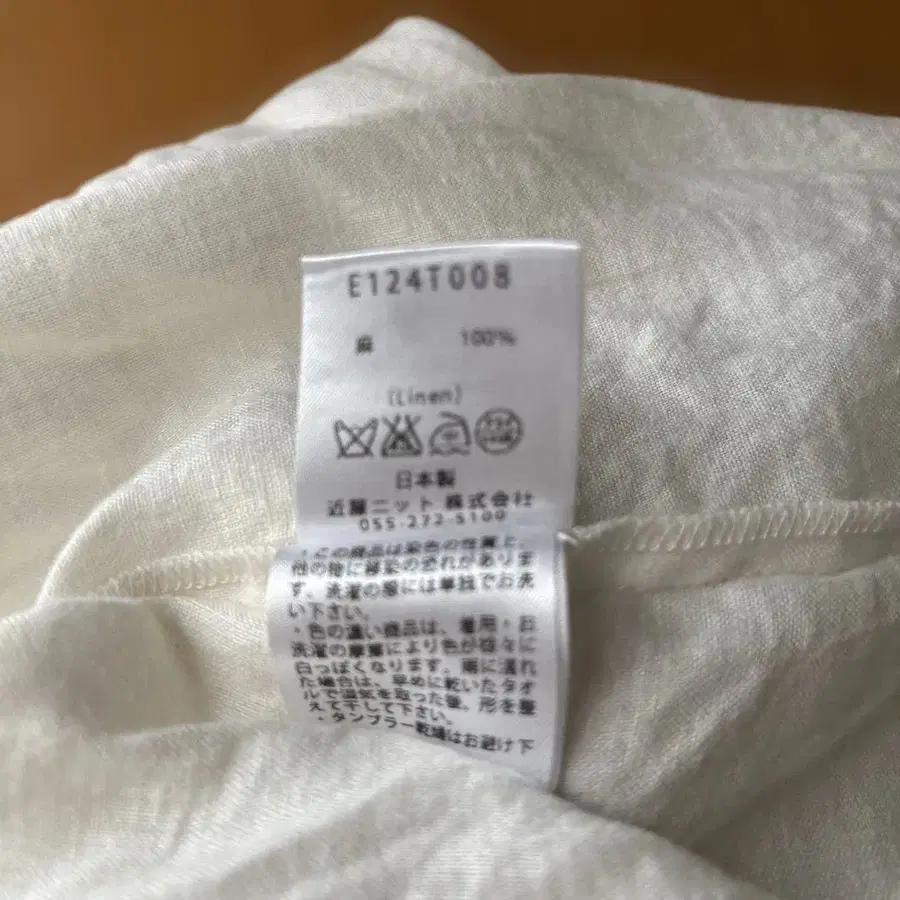 E124T008
麻 100%
(Linen)
日本製
近藤ニット 株式会社
055-272-5100
・この商品は染色の性質上、
他の物に移染の恐れがありま
す。洗濯の際には単独でお洗
い下さい。
・色の濃い商品は、着用・お
洗濯の摩擦により色が徐々に
白っぽくなります。雨に濡れ
た場合は、早めに乾いたタオ
ルで湿気を取った後、形を整
えて干して下さい。
・タンブラー乾燥はお避け下